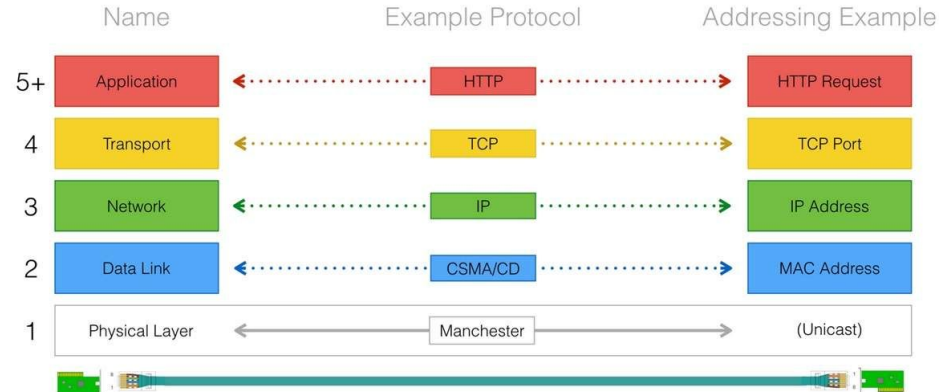 Name Example Protocol Addressing Example
5+ Application HTTP HTTP Request
4 Transport TCP TCP Port
3 Network IP IP Address
2 Data Link CSMA/CD MAC Address
1 Physical Layer Manchester (Unicast)